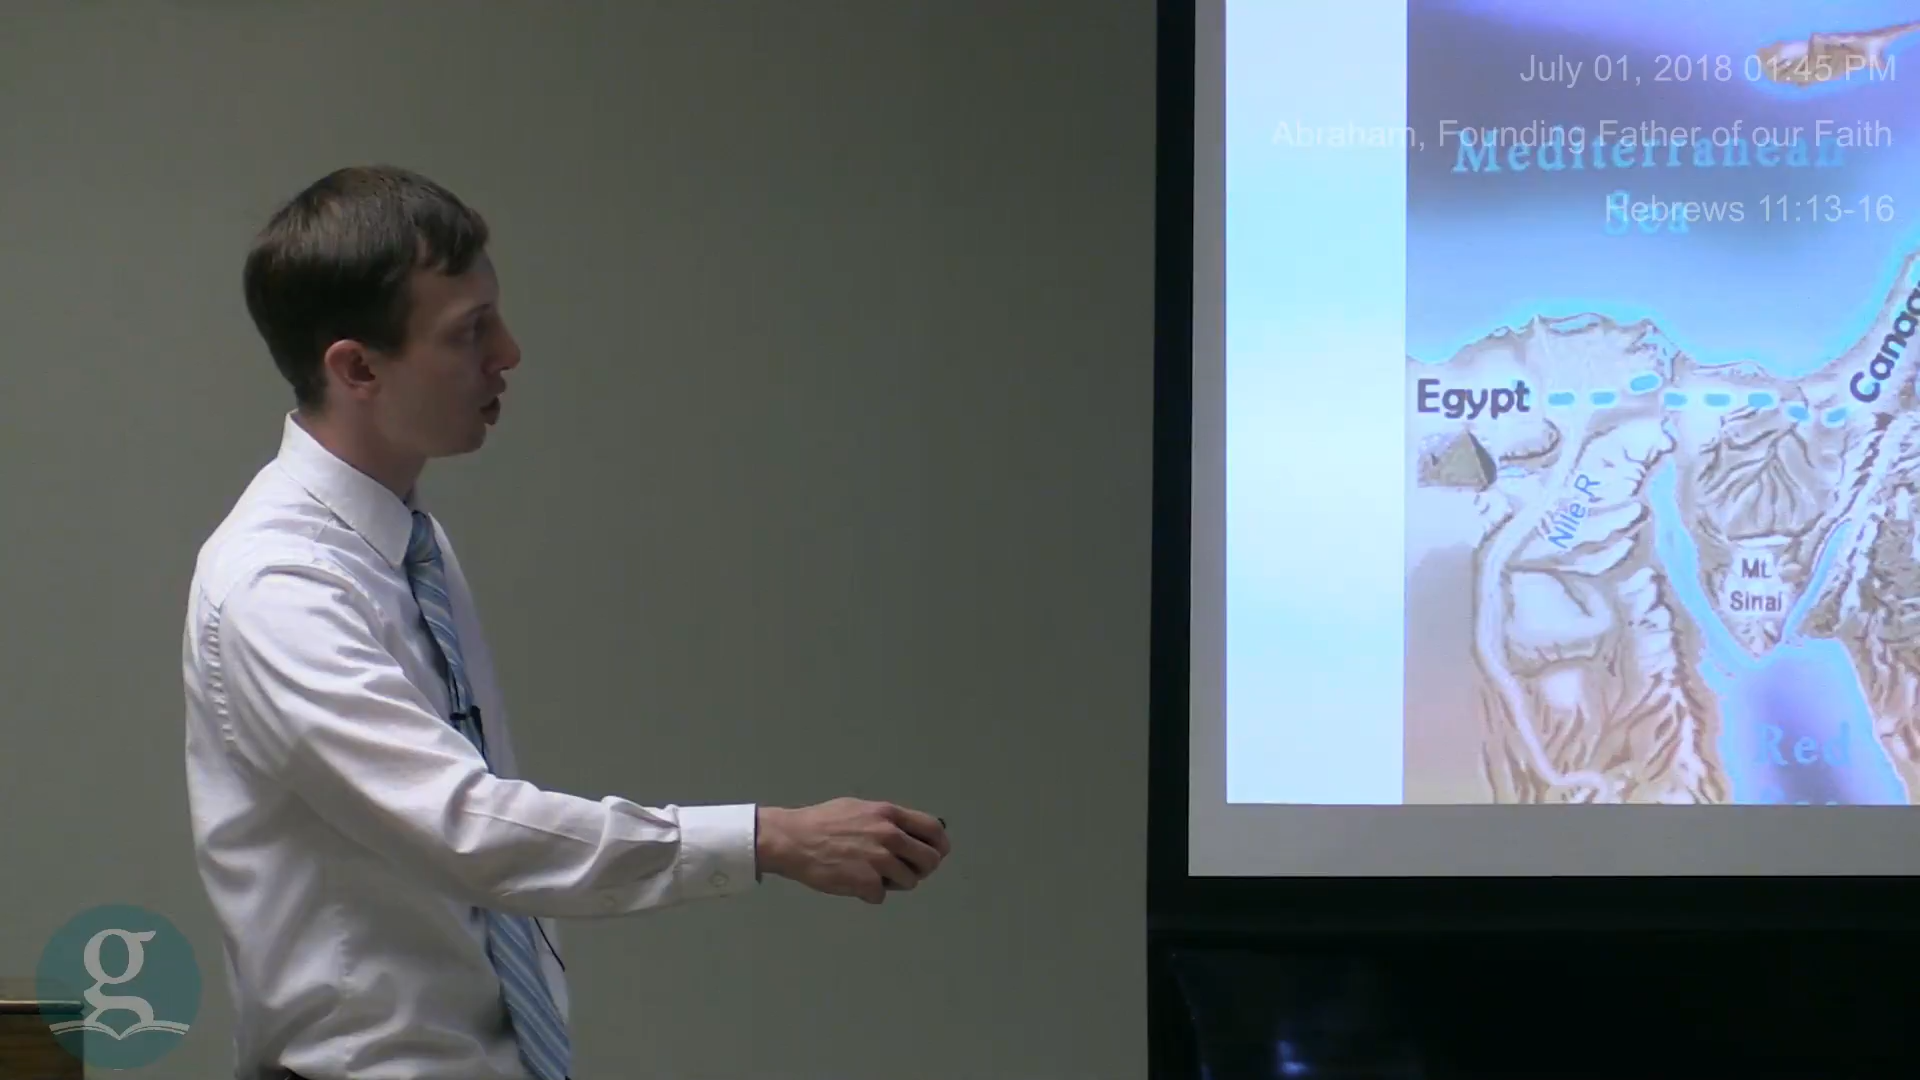 July 01, 2018 01:45 PM
Abraham, Founding Father of our Faith
Hebrews 11:13-16
Mediterranean
Sea
Egypt
Nile R
Mt.
Sinai
Red
g